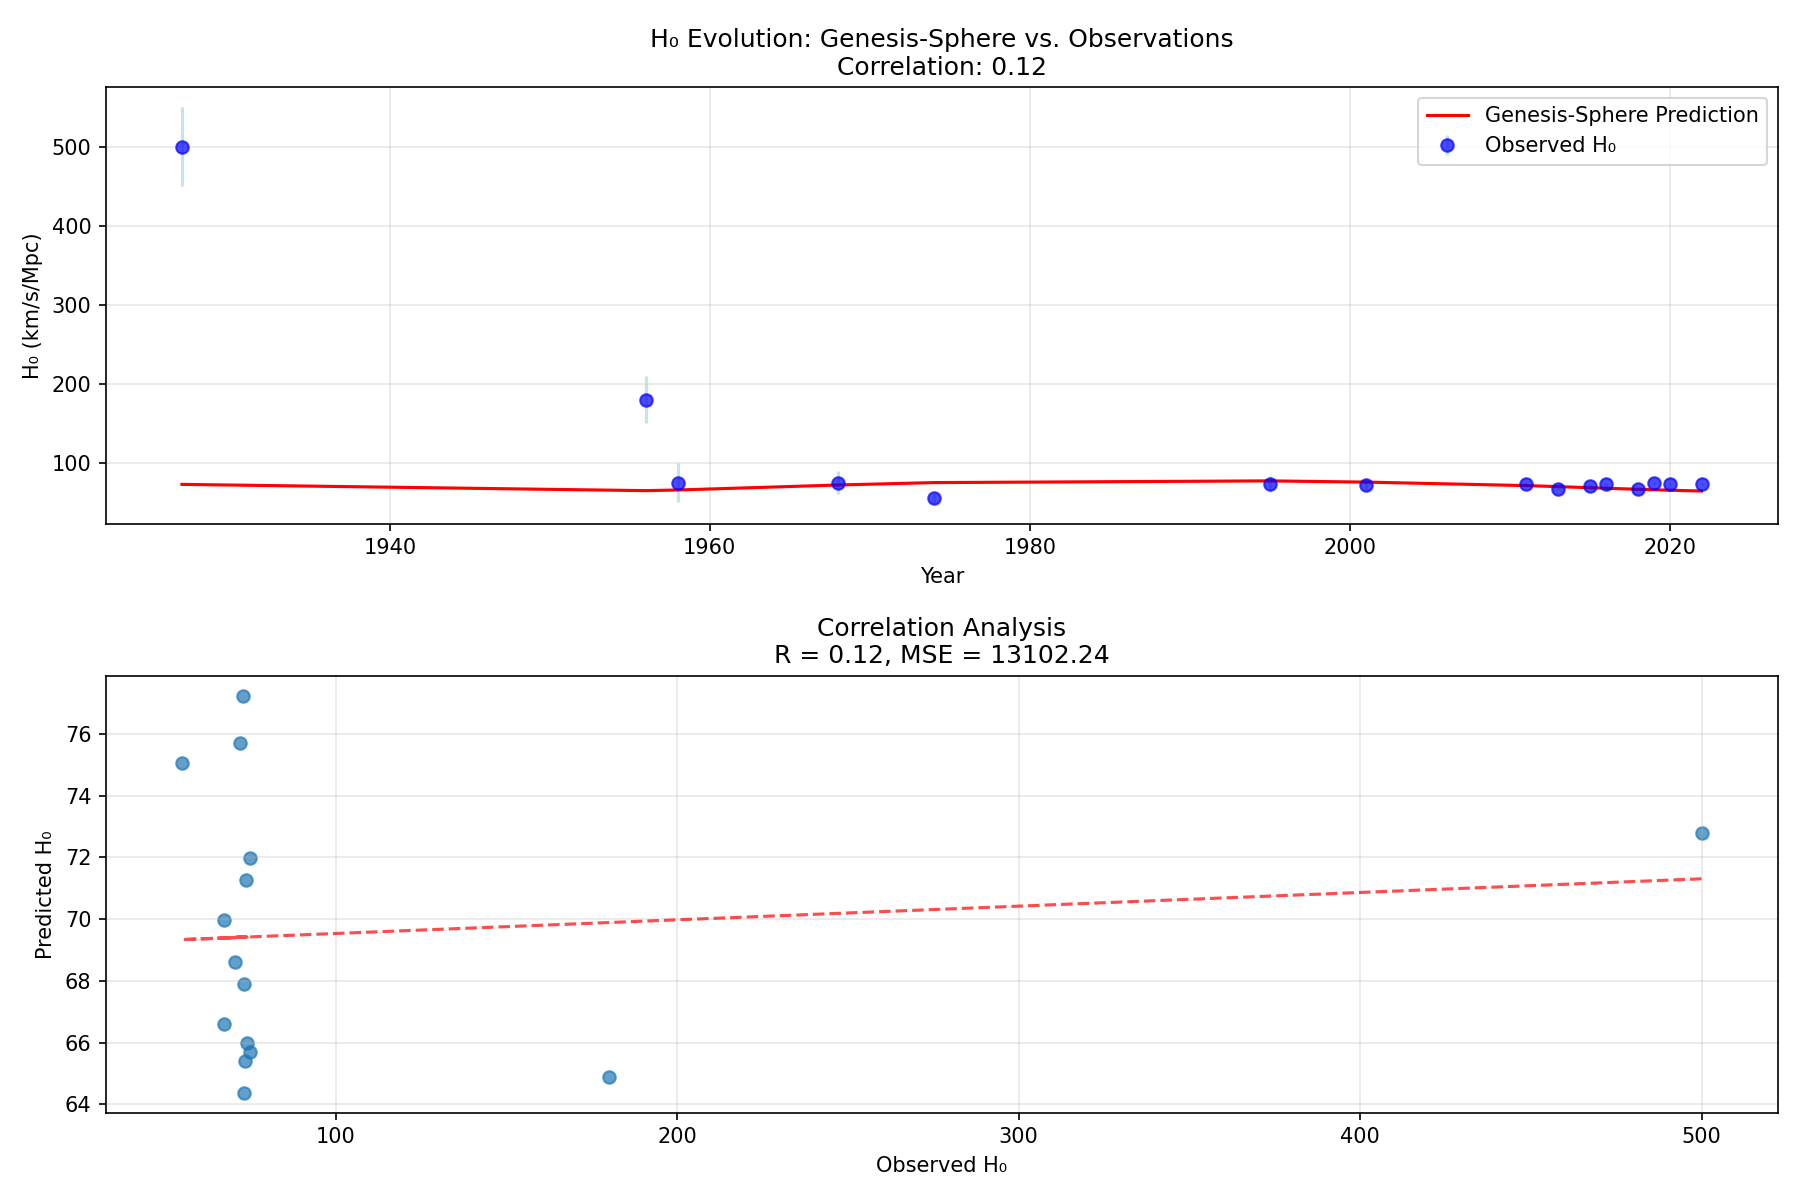 H₀ Evolution: Genesis-Sphere vs. Observations
Correlation: 0.12
Genesis-Sphere Prediction
Observed H₀
H₀ (km/s/Mpc)
500
400
300
200
100
1940
1960
1980
2000
2020
Year
Correlation Analysis
R = 0.12, MSE = 13102.24
Predicted H₀
76
74
72
70
68
66
64
100
200
300
400
500
Observed H₀